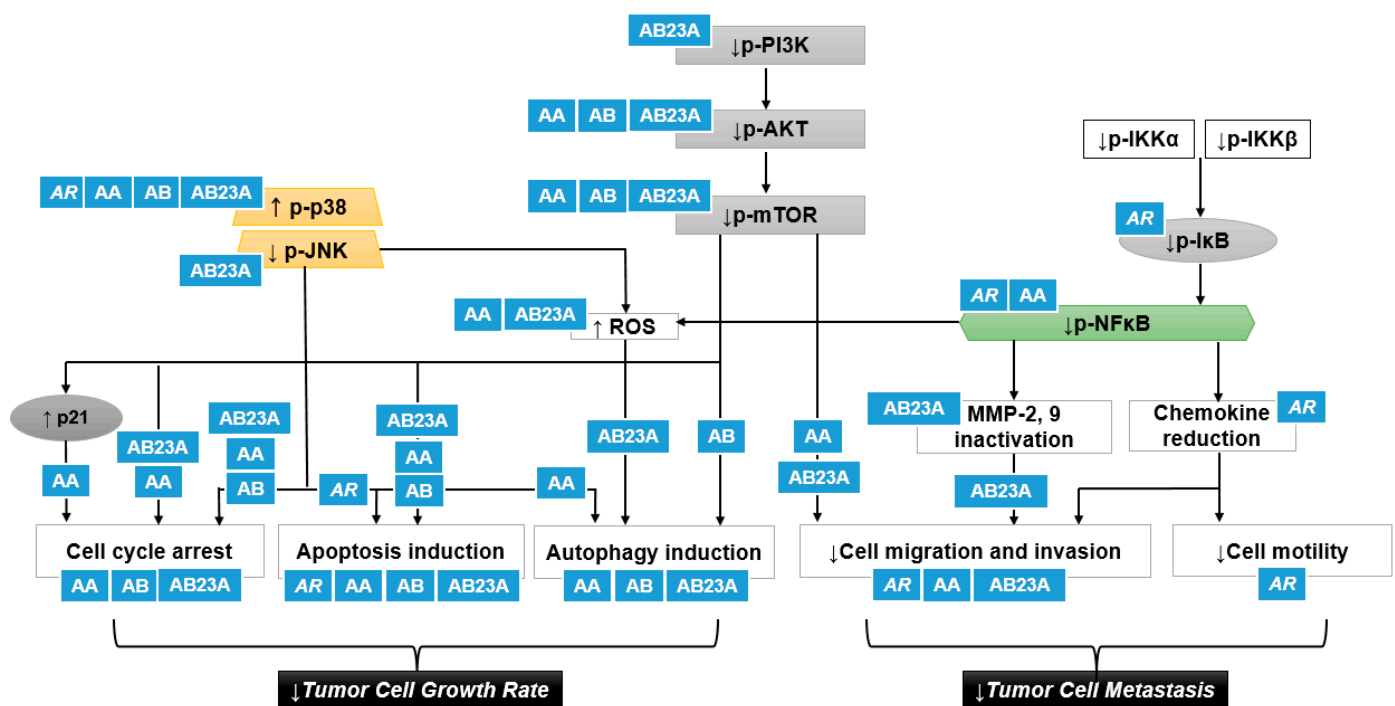 AB23A
↓p-PI3K
AA AB AB23A
↓p-AKT
↓p-IKKα ↓p-IKKβ
AR AA AB AB23A
↑ p-p38
AA AB AB23A
↓p-mTOR
AR
↓p-IκB
↓ p-JNK
AB23A
AR AA
↓p-NFκB
AA AB23A
↑ ROS
↑ p21
AB23A
AA
AA
AB23A
AA
AB
AR
AB23A
AA
AB
AA
AB23A
AB
AA
AB23A
AB23A
MMP-2, 9
inactivation
AB23A
Chemokine
reduction
AR
Cell cycle arrest
AA AB AB23A
Apoptosis induction
AR AA AB AB23A
Autophagy induction
AA AB AB23A
↓Cell migration and invasion
AR AA AB23A
↓Cell motility
AR
↓Tumor Cell Growth Rate
↓Tumor Cell Metastasis